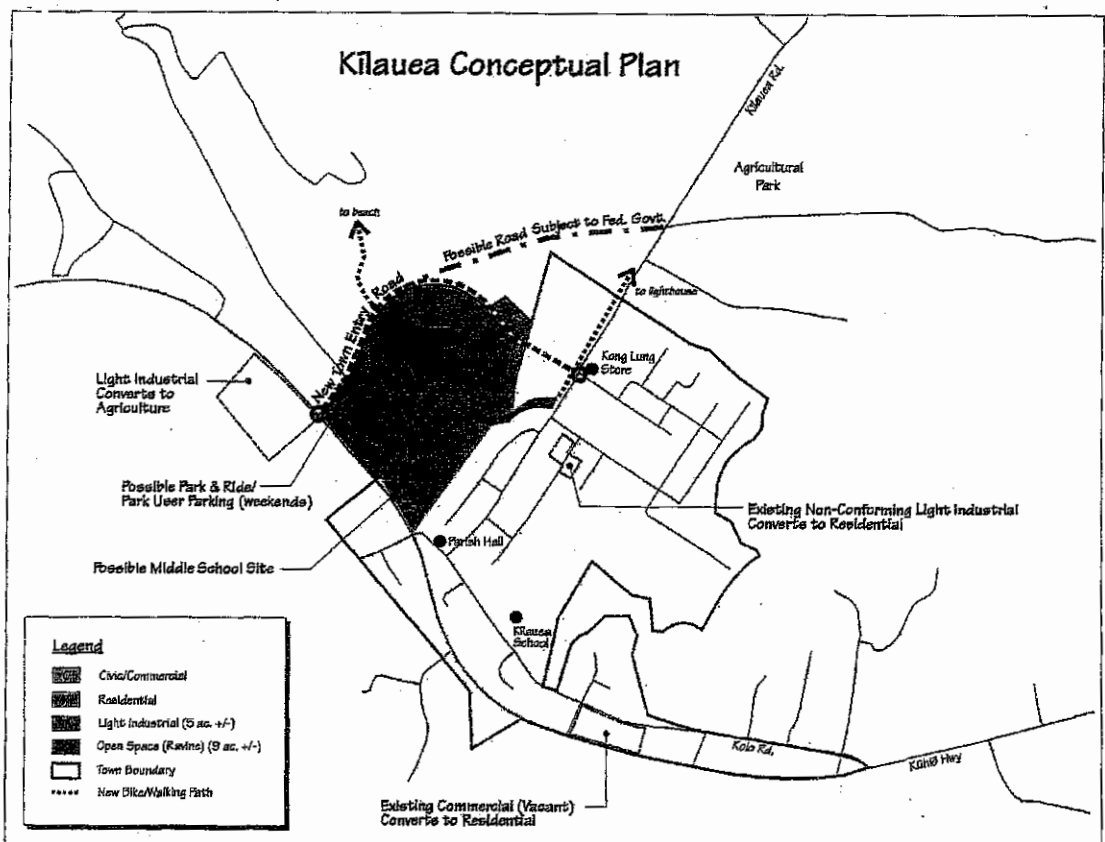 Kīlauea Conceptual Plan
Kilauea Rd.
Agricultural
Park
to beach
Possible Road Subject to Fed. Govt.
New Town Entry Road
to lighthouse
Kong Lung
Store
Light Industrial
Converts to
Agriculture
Possible Park & Ride/
Park User Parking (weekends)
Existing Non-Conforming Light Industrial
Converts to Residential
Parish Hall
Possible Middle School Site
Kilauea
School
Legend
Civic/Commercial
Residential
Light Industrial (5 ac. +/-)
Open Space (Ravine) (9 ac. +/-)
Town Boundary
New Bike/Walking Path
Kolo Rd.
Kūhiō Hwy
Existing Commercial (Vacant)
Converts to Residential